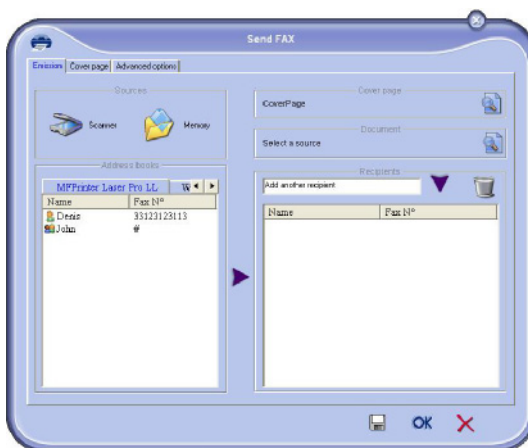 Send FAX
Emission Cover page Advanced options
Sources
Scanner Memory
Cover page
CoverPage
Document
Select a source
Address books
MFPrinter Laser Pro LL
Name Fax N°
Denis 33123123113
John #
Recipients
Add another recipient
Name Fax N°
OK